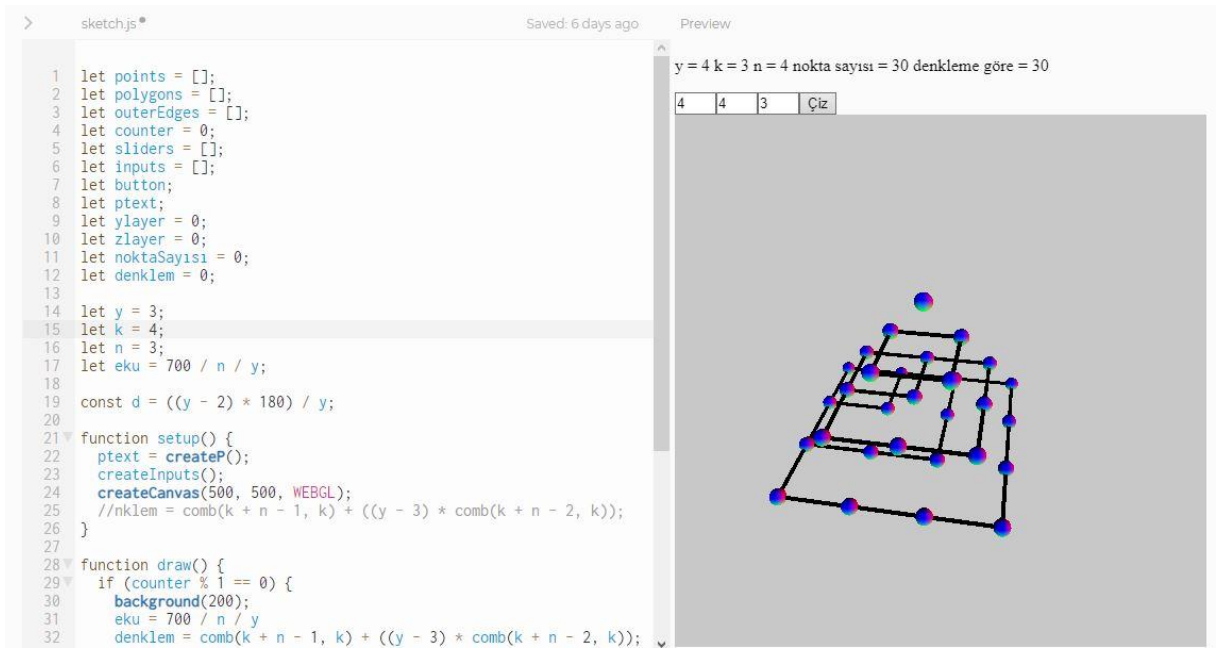 > sketch.js● Saved: 6 days ago Preview
y = 4 k = 3 n = 4 nokta sayısı = 30 denkleme göre = 30
4 4 3 Çiz
1 let points = [];
2 let polygons = [];
3 let outerEdges = [];
4 let counter = 0;
5 let sliders = [];
6 let inputs = [];
7 let button;
8 let ptext;
9 let ylayer = 0;
10 let zlayer = 0;
11 let noktaSayısı = 0;
12 let denklem = 0;
13
14 let y = 3;
15 let k = 4;
16 let n = 3;
17 let eku = 700 / n / y;
18
19 const d = ((y - 2) * 180) / y;
20
21 function setup() {
22 ptext = createP();
23 createInputs();
24 createCanvas(500, 500, WEBGL);
25 //nklem = comb(k + n - 1, k) + ((y - 3) * comb(k + n - 2, k));
26 }
27
28 function draw() {
29 if (counter % 1 == 0) {
30 background(200);
31 eku = 700 / n / y
32 denklem = comb(k + n - 1, k) + ((y - 3) * comb(k + n - 2, k));